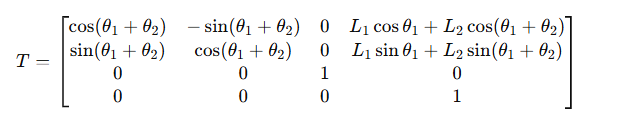 T = [ cos(θ₁ + θ₂) − sin(θ₁ + θ₂) 0 L₁ cos θ₁ + L₂ cos(θ₁ + θ₂)
sin(θ₁ + θ₂) cos(θ₁ + θ₂) 0 L₁ sin θ₁ + L₂ sin(θ₁ + θ₂)
0 0 1 0
0 0 0 1 ]